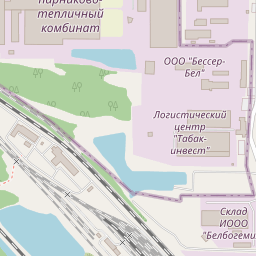 парниково-
тепличный
комбинат
ООО "Бессер-
Бел"
Логистический
центр
"Табак-
инвест"
Склад
ИООО
"Белбогеми